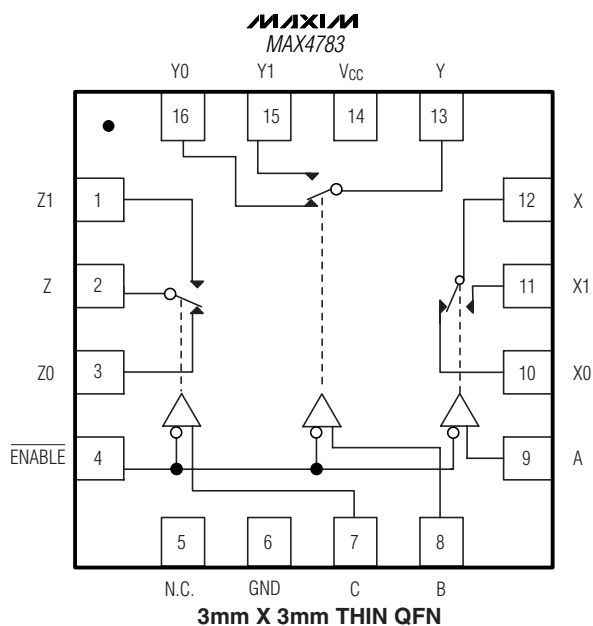 MAXIM
MAX4783
Y0 Y1 VCC Y
16 15 14 13
Z1 1 12 X
Z 2 11 X1
Z0 3 10 X0
ENABLE 4 9 A
5 6 7 8
N.C. GND C B
3mm X 3mm THIN QFN